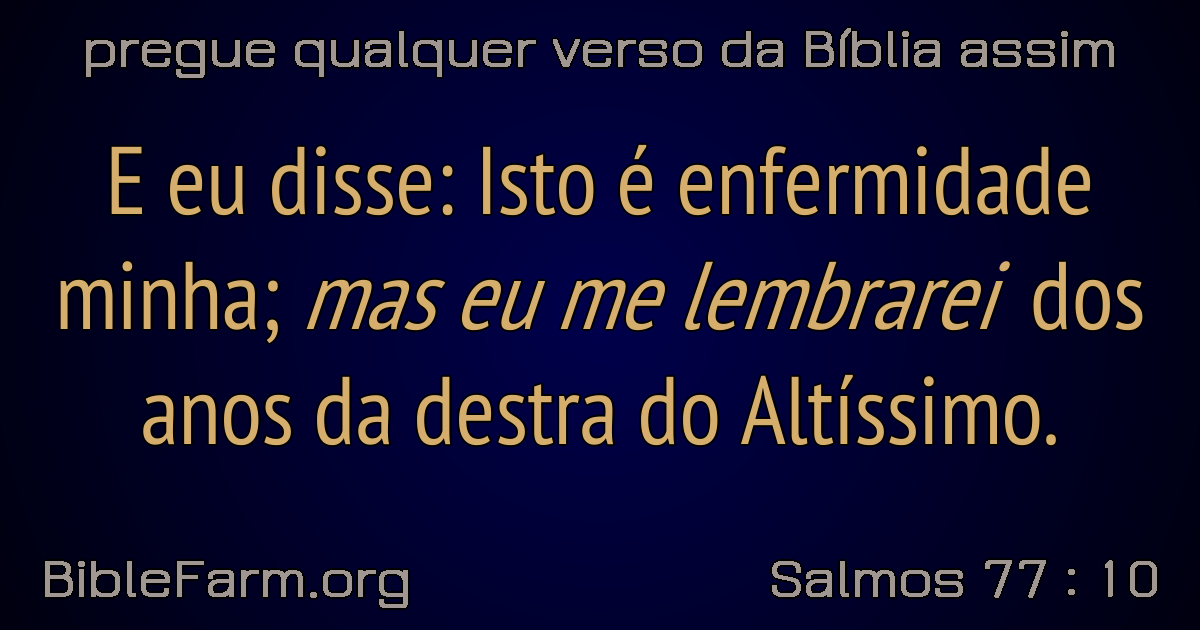 pregue qualquer verso da Bíblia assim
E eu disse: Isto é enfermidade
minha; mas eu me lembrarei dos
anos da destra do Altíssimo.
BibleFarm.org
Salmos 77 : 10